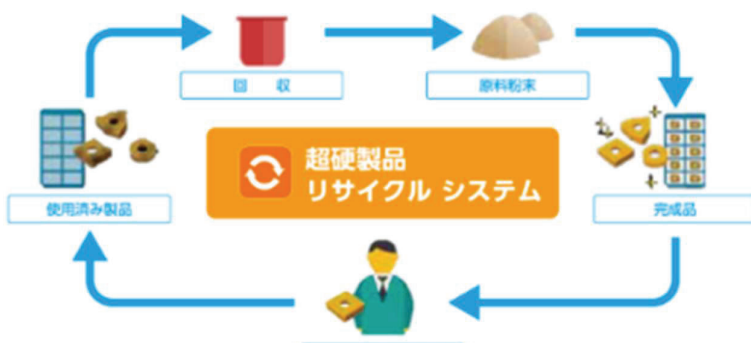 回 収
原料粉末
超硬製品
リサイクル システム
使用済み製品
完成品